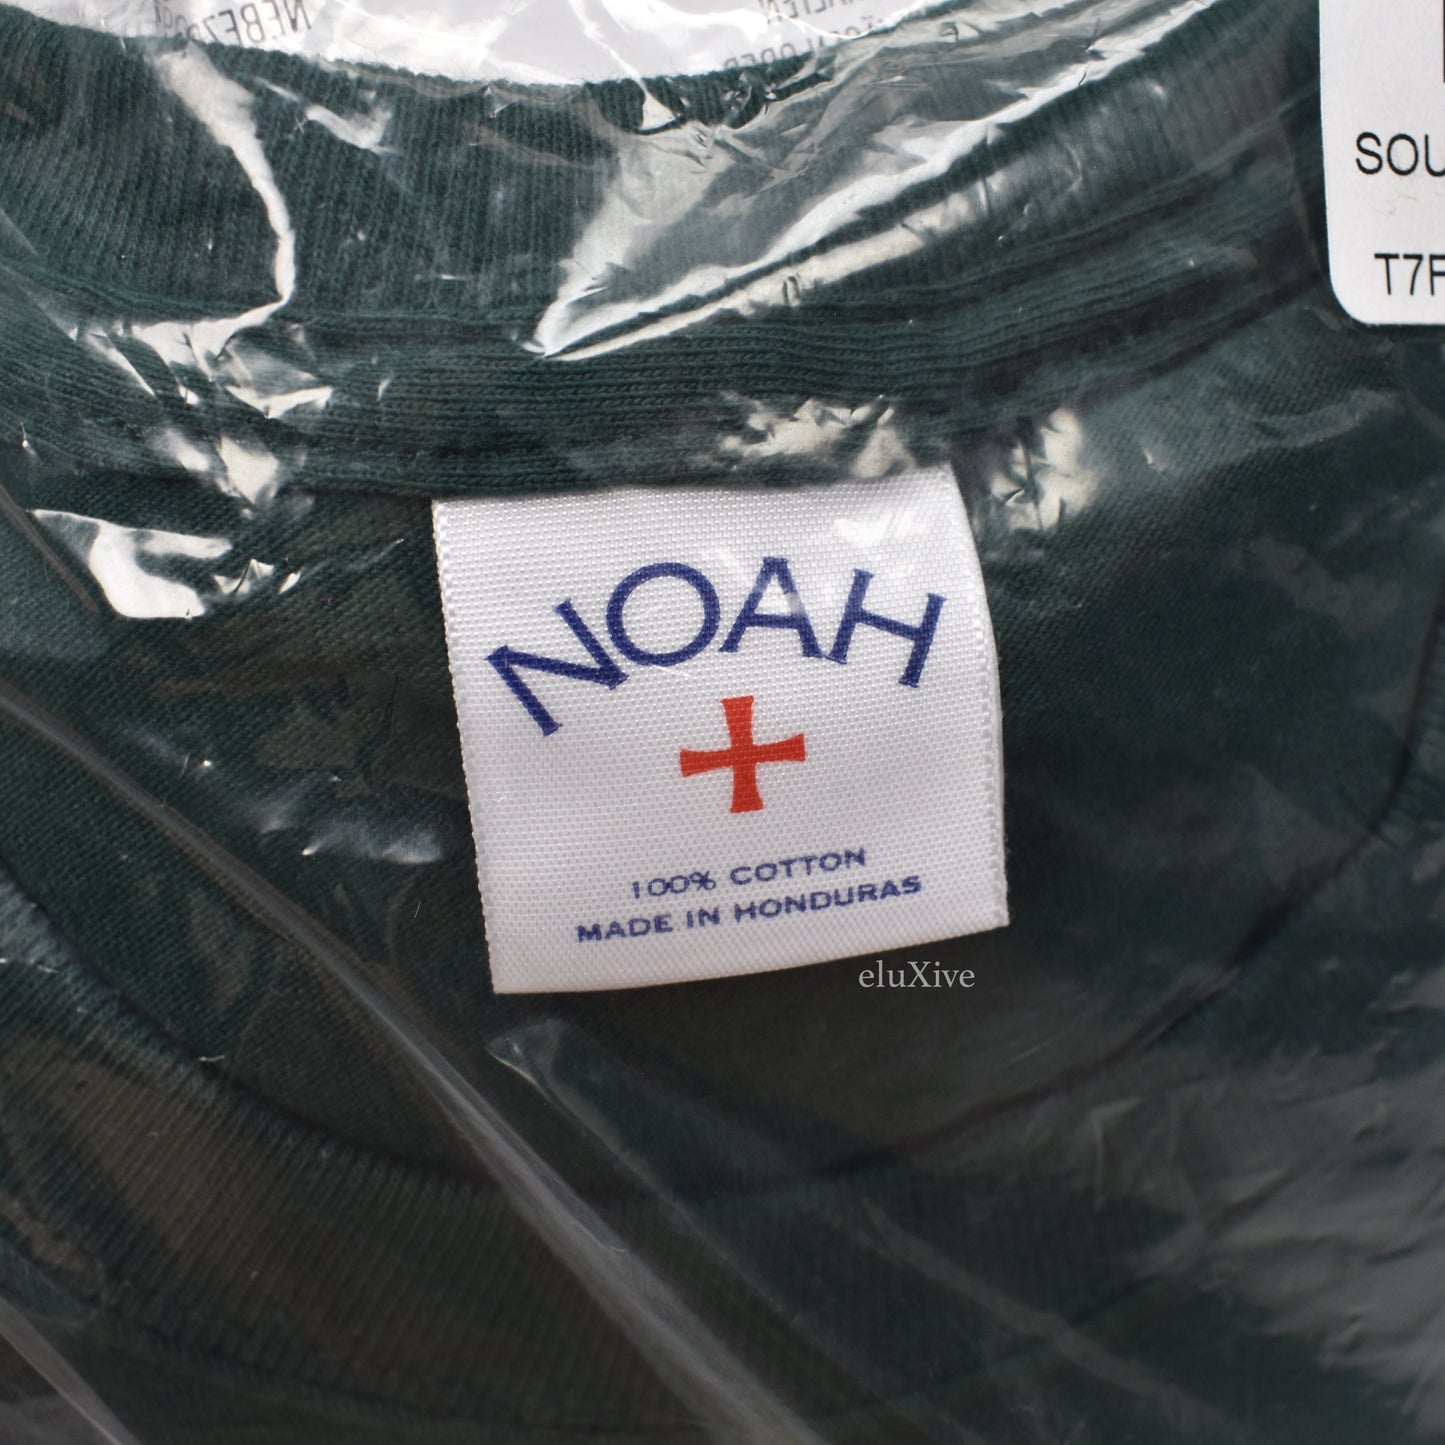 SOU
T7F
NOAH
100% COTTON
MADE IN HONDURAS
eluXive